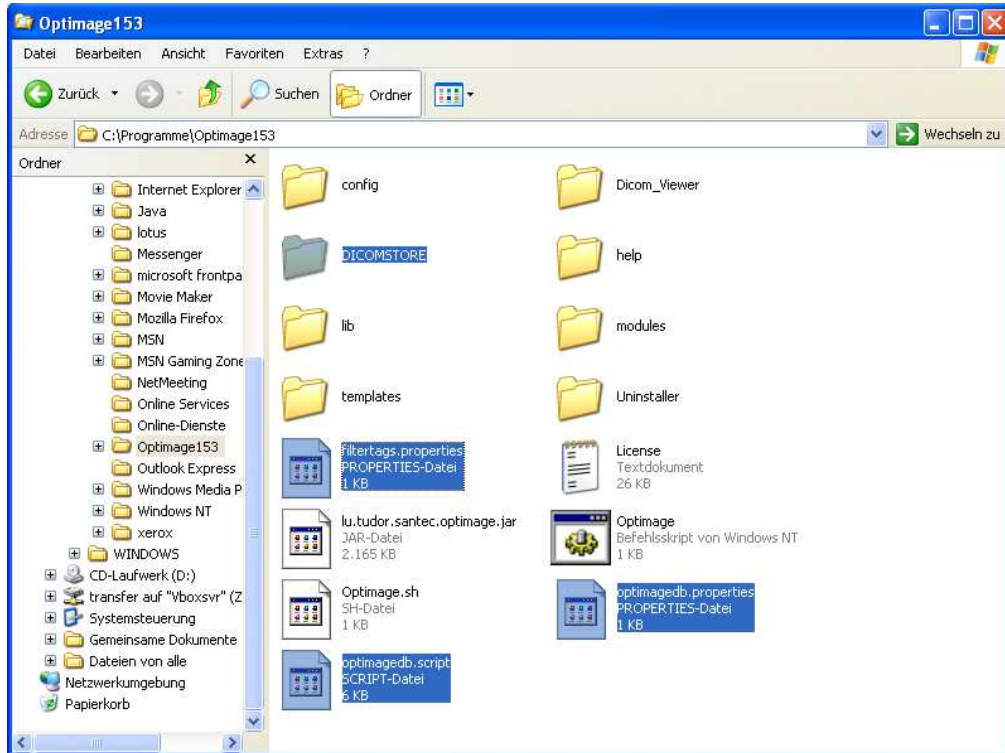 Optimage153
Datei Bearbeiten Ansicht Favoriten Extras ?
Zurück Suchen Ordner
Adresse C:\Programme\Optimage153 Wechseln zu
Ordner
Internet Explorer
Java
lotus
Messenger
microsoft frontpa
Movie Maker
Mozilla Firefox
MSN
MSN Gaming Zone
NetMeeting
Online Services
Online-Dienste
Optimage153
Outlook Express
Windows Media P
Windows NT
xerox
WINDOWS
CD-Laufwerk (D:)
transfer auf "Vboxsvr" (Z
Systemsteuerung
Gemeinsame Dokumente
Dateien von alle
Netzwerkumgebung
Papierkorb
config
Dicom_Viewer
DICOMSTORE
help
lib
modules
templates
Uninstaller
filtertags.properties
PROPERTIES-Datei
1 KB
License
Textdokument
26 KB
lu.tudor.santec.optimage.jar
JAR-Datei
2.165 KB
Optimage
Befehlsskript von Windows NT
1 KB
Optimage.sh
SH-Datei
1 KB
optimagedb.properties
PROPERTIES-Datei
1 KB
optimagedb.script
SCRIPT-Datei
6 KB